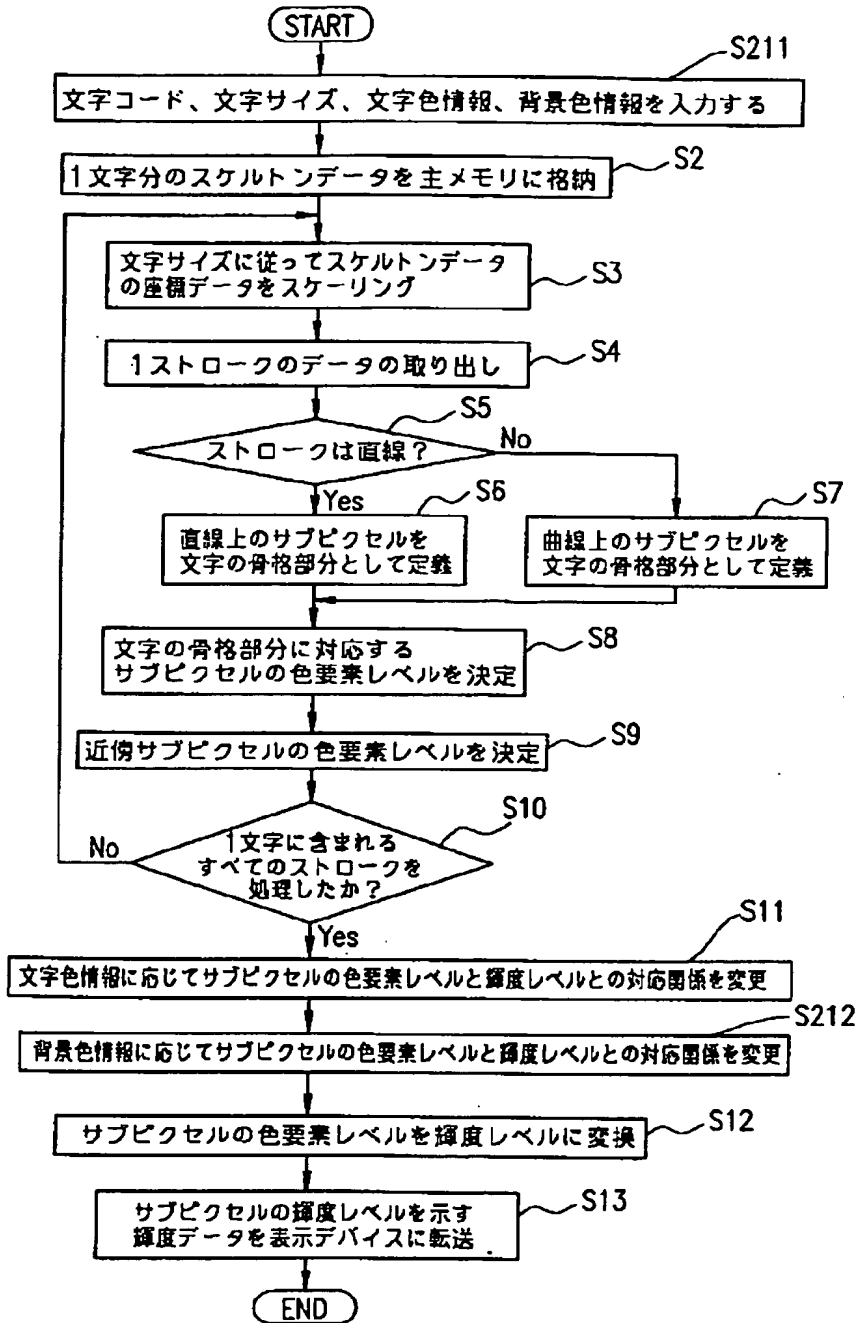 START
S211
文字コード、文字サイズ、文字色情報、背景色情報を入力する
S2
1文字分のスケルトンデータを主メモリに格納
S3
文字サイズに従ってスケルトンデータ
の座標データをスケーリング
S4
1ストロークのデータの取り出し
S5
ストロークは直線?
No
Yes
S6
直線上のサブピクセルを
文字の骨格部分として定義
S7
曲線上のサブピクセルを
文字の骨格部分として定義
S8
文字の骨格部分に対応する
サブピクセルの色要素レベルを決定
S9
近傍サブピクセルの色要素レベルを決定
S10
1文字に含まれる
すべてのストロークを
処理したか?
No
Yes
S11
文字色情報に応じてサブピクセルの色要素レベルと輝度レベルとの対応関係を変更
S212
背景色情報に応じてサブピクセルの色要素レベルと輝度レベルとの対応関係を変更
S12
サブピクセルの色要素レベルを輝度レベルに変換
S13
サブピクセルの輝度レベルを示す
輝度データを表示デバイスに転送
END